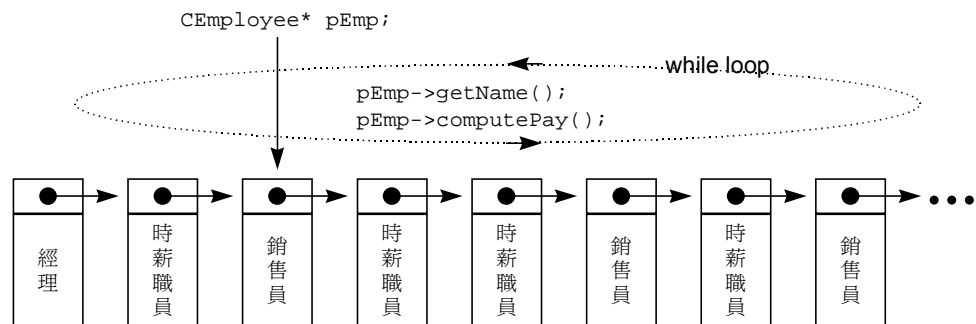 CEmployee* pEmp;
while loop
pEmp->getName();
pEmp->computePay();
經理
時薪職員
銷售員
時薪職員
時薪職員
銷售員
時薪職員
銷售員